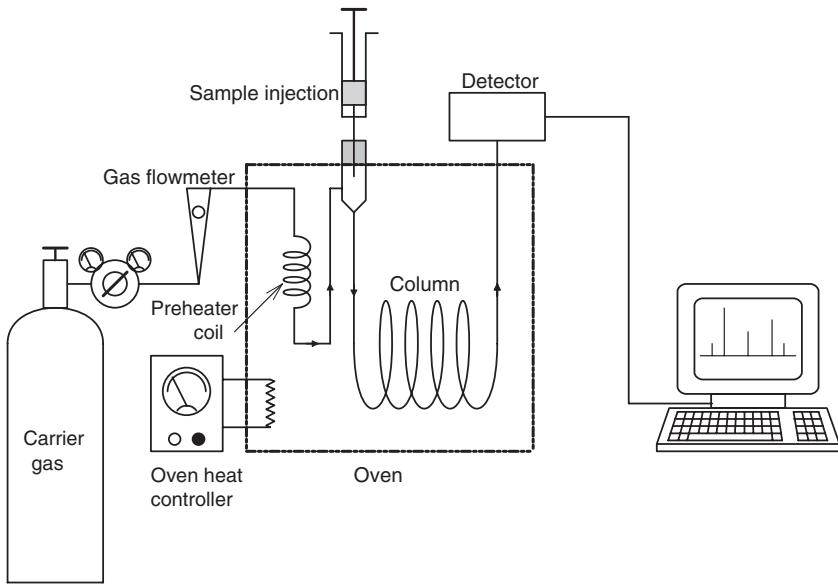 Sample injection
Detector
Gas flowmeter
Column
Preheater
coil
Carrier
gas
Oven heat
controller
Oven